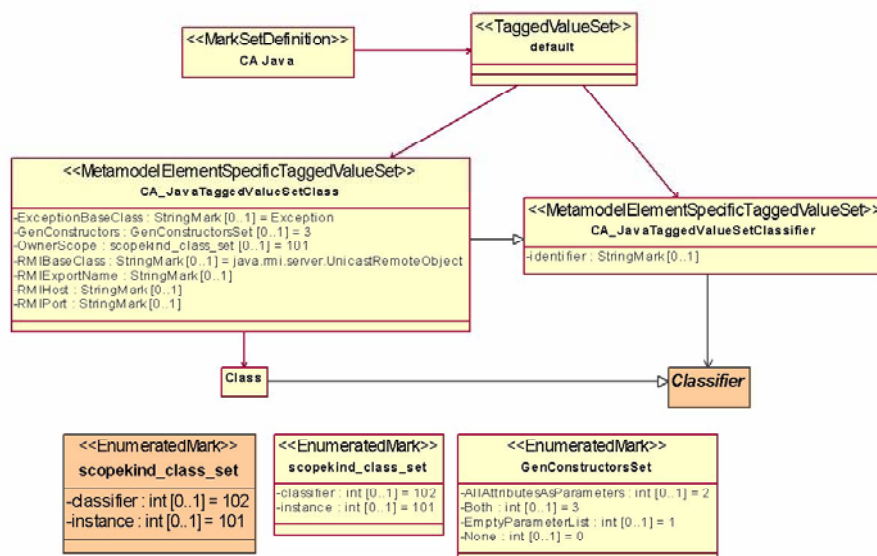 <<MarkSetDefinition>>
CA Java
<<TaggedValueSet>>
default
<<MetamodelElementSpecificTaggedValueSet>>
CA_JavaTaggedValueSetClass
-ExceptionBaseClass : StringMark [0..1] = Exception
-GenConstructors : GenConstructorsSet [0..1] = 3
-OwnerScope : scopekind_class_set [0..1] = 101
-RMIBaseClass : StringMark [0..1] = java.rmi.server.UnicastRemoteObject
-RMIExportName : StringMark [0..1]
-RMIHost : StringMark [0..1]
-RMIPort : StringMark [0..1]
<<MetamodelElementSpecificTaggedValueSet>>
CA_JavaTaggedValueSetClassifier
-identifier : StringMark [0..1]
Class
Classifier
<<EnumeratedMark>>
scopekind_class_set
-classifier : int [0..1] = 102
-instance : int [0..1] = 101
<<EnumeratedMark>>
scopekind_class_set
-classifier : int [0..1] = 102
-instance : int [0..1] = 101
<<EnumeratedMark>>
GenConstructorsSet
-AllAttributesAsParameters : int [0..1] = 2
-Both : int [0..1] = 3
-EmptyParameterList : int [0..1] = 1
-None : int [0..1] = 0